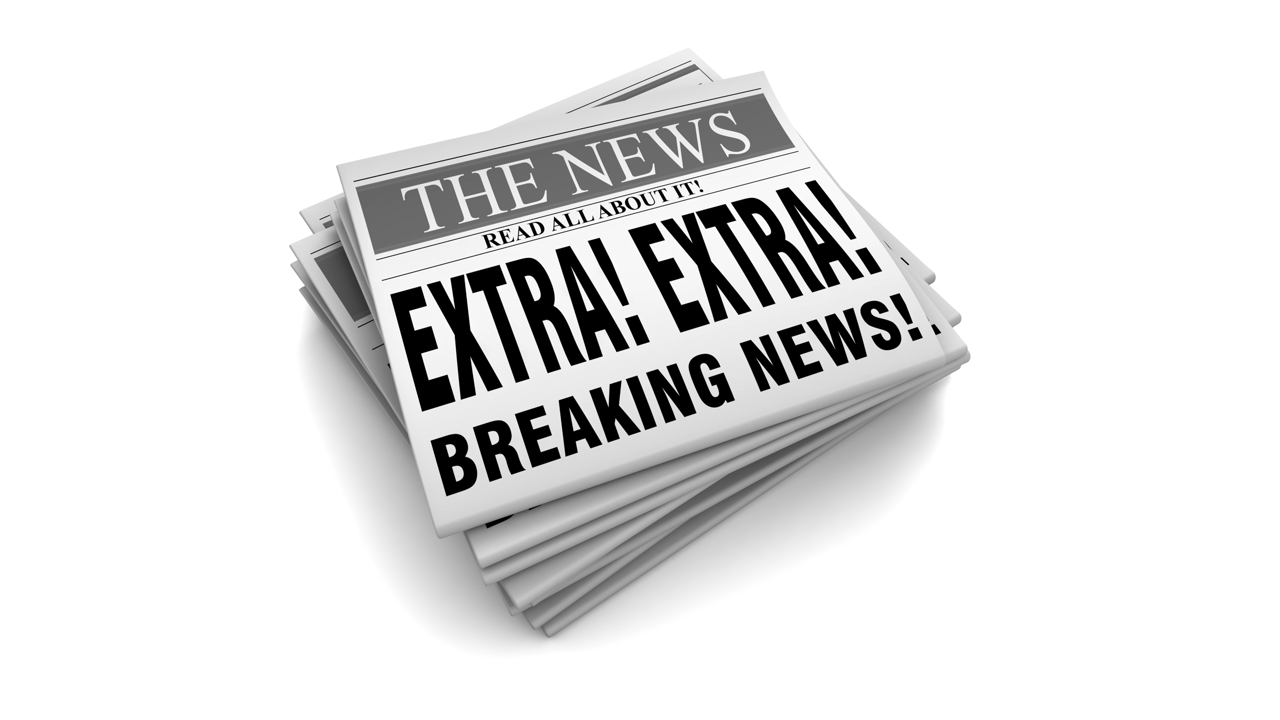 THE NEWS
READ ALL ABOUT IT!
EXTRA! EXTRA!
BREAKING NEWS!